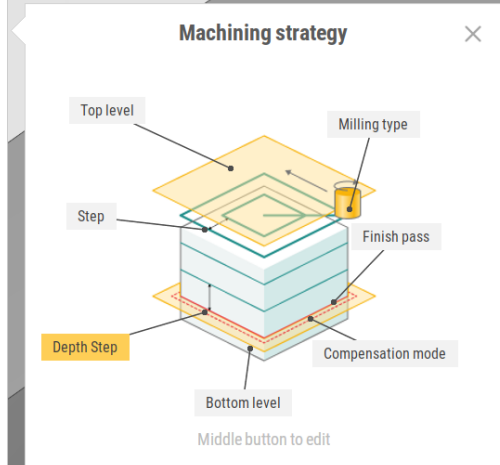 Machining strategy
Top level
Milling type
Step
Finish pass
Depth Step
Compensation mode
Bottom level
Middle button to edit